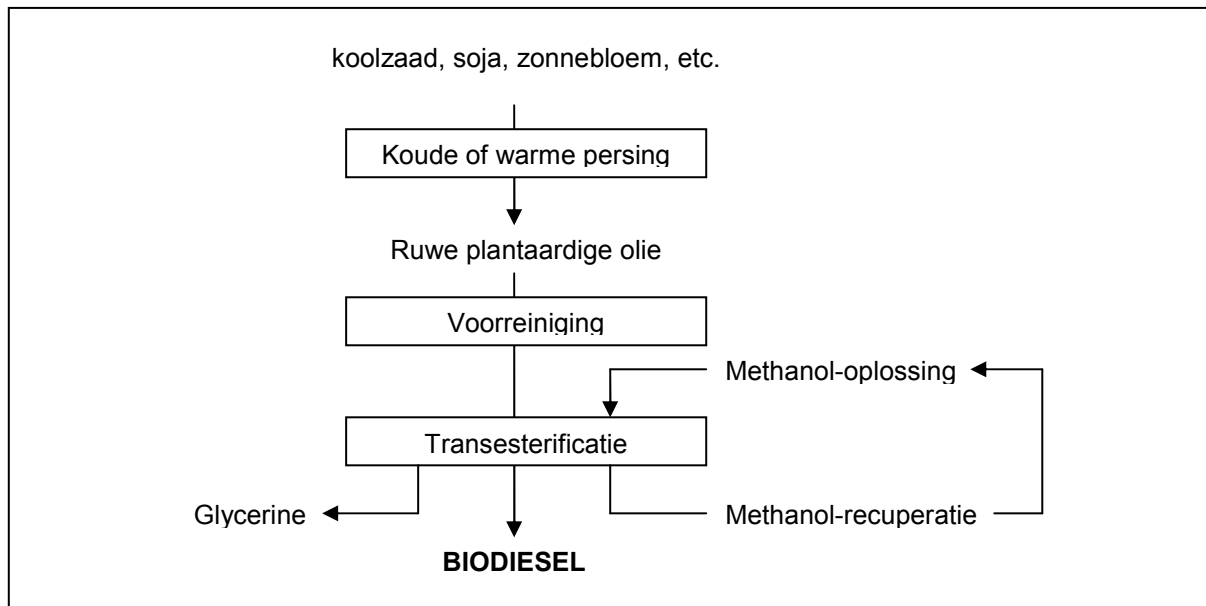 koolzaad, soja, zonnebloem, etc.
Koude of warme persing
Ruwe plantaardige olie
Voorreiniging
Methanol-oplossing
Transesterificatie
Glycerine
Methanol-recuperatie
BIODIESEL